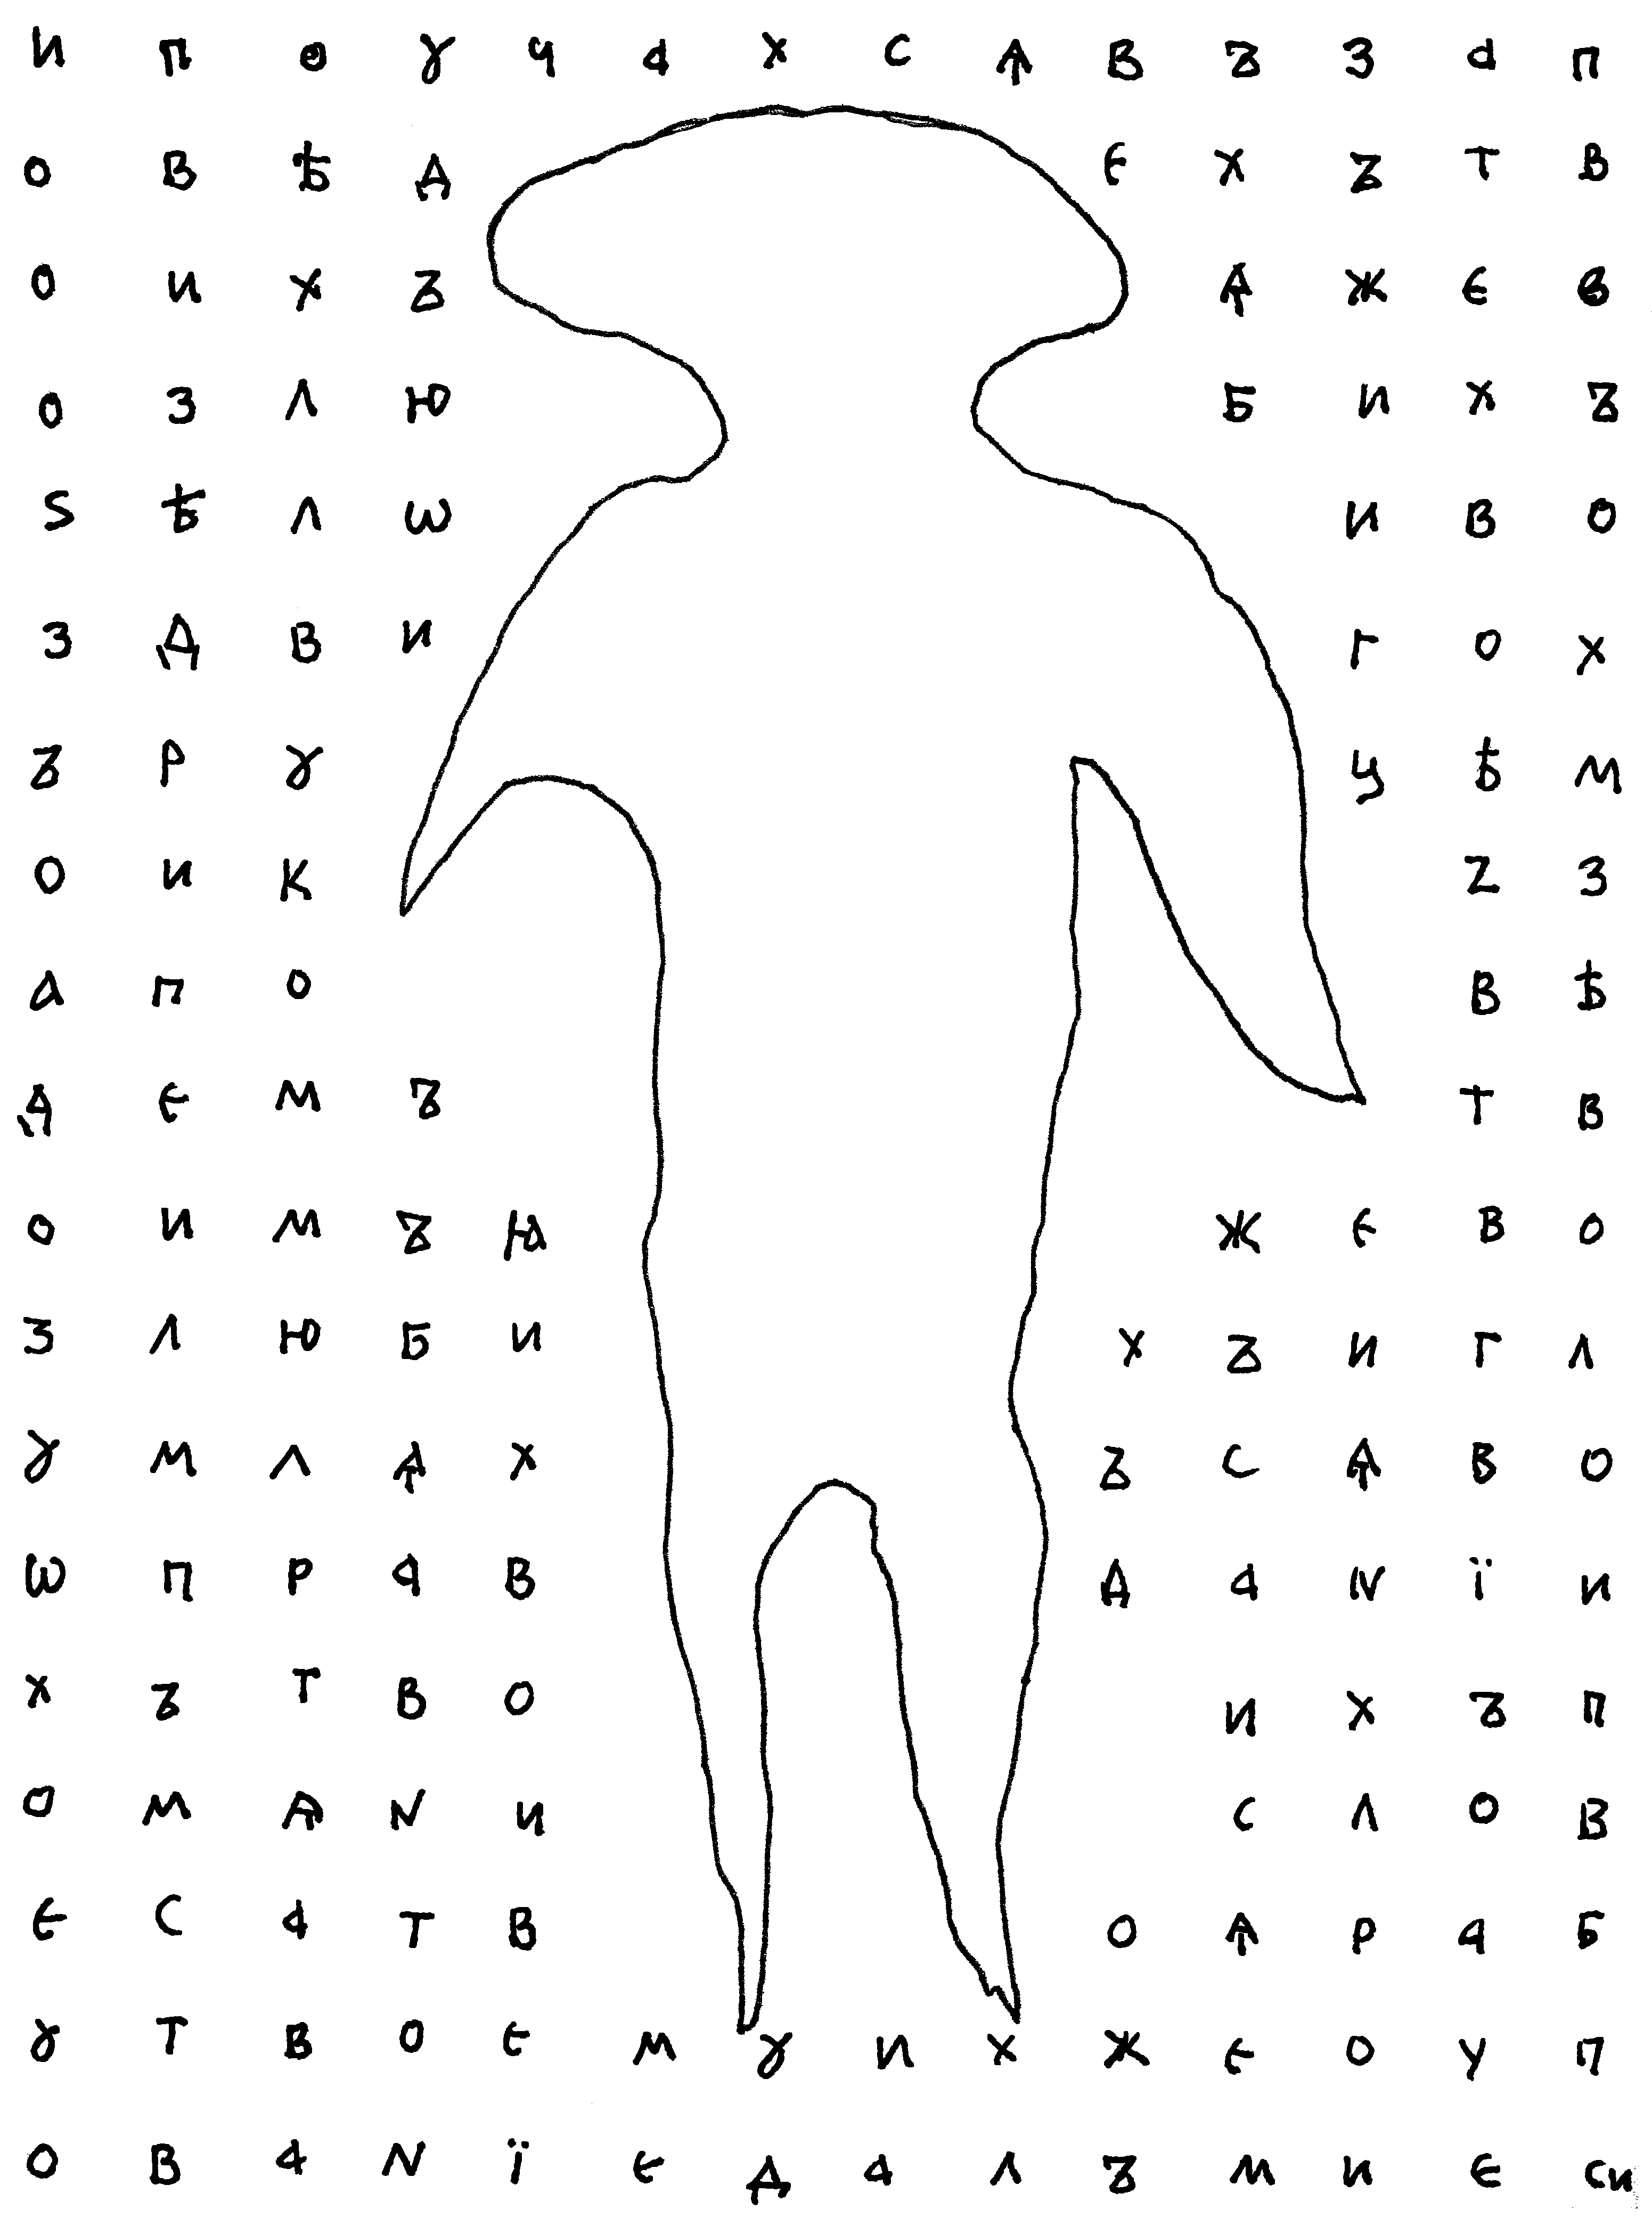 И П О Ꙋ Ч А Х С Ѧ В Ъ З А П
О В Ѣ Д Є Х Ъ Т В
О И Х Ъ Ѧ Ж Є В
О З Л Ю Б И Х Ъ
Ѕ Ѣ Л Ѡ И В О
З Д В И Г О Х
Ъ Р Ꙋ Ц Ѣ М
О И К Z З
А П О В Ѣ
Д Є М Ъ Т В
О И М Ъ Ꙗ Ж Є В О
З Л Ю Б И Х Ъ И Г Л
Ꙋ М Л Ѧ Х Ъ С Ѧ В О
Ѡ П Р А В Д А N Ї И
Х Ъ Т В О И Х Ъ П
О М Ѧ N И С Л О В
Є С А Т В О Ѧ Р А Б
Ꙋ Т В О Є М Ꙋ И Х Ж Є О У П
О В А N Ї Є Д А Л Ъ М И Є СИ